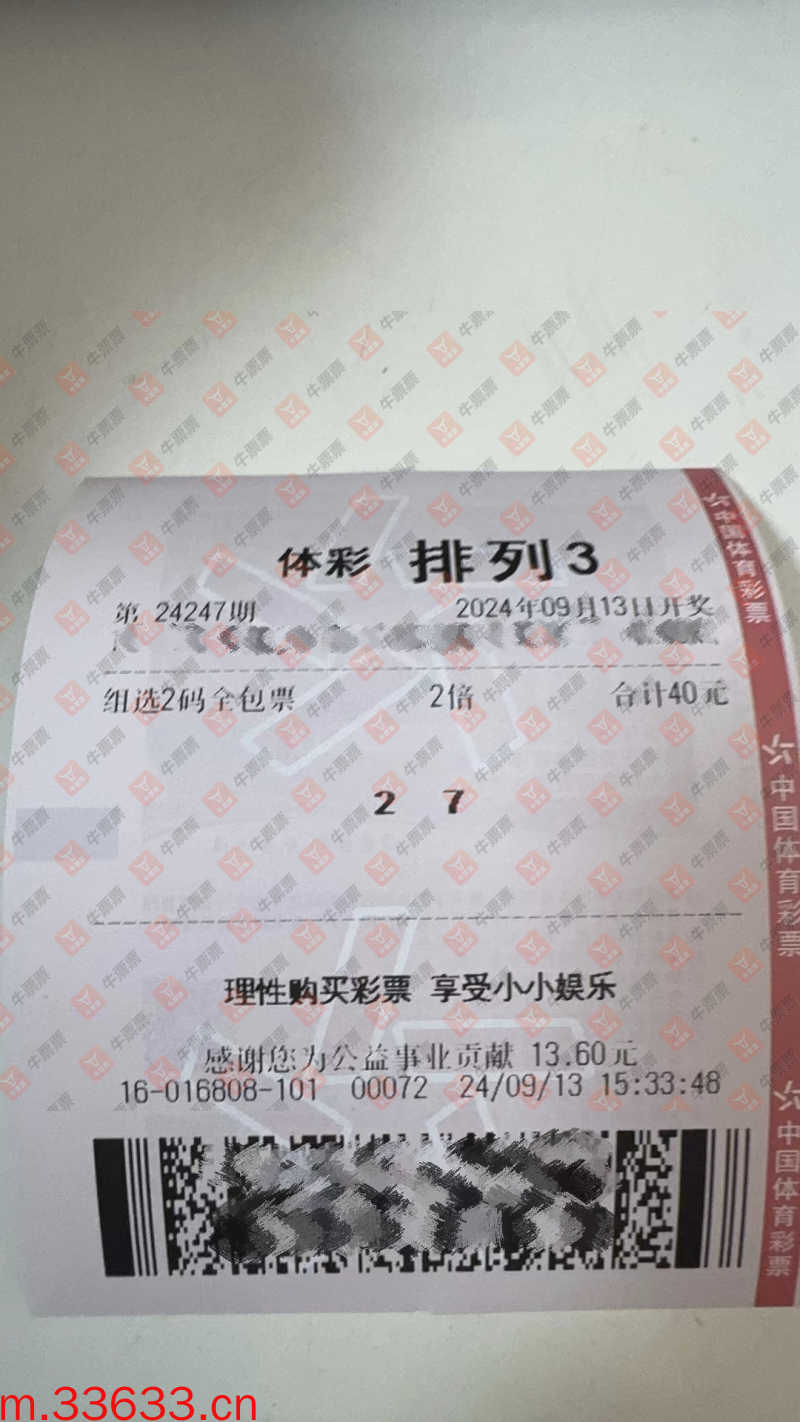 体彩 排列3
第 24247期 2024年09月13日开奖
组选2码全包票 2倍 合计40元
2 7
理性购买彩票 享受小小娱乐
感谢您为公益事业贡献 13.60元
16-016808-101 00072 24/09/13 15:33:48
中国体育彩票
中国体育彩票
中国体育彩票
牛票票
m.33633.cn